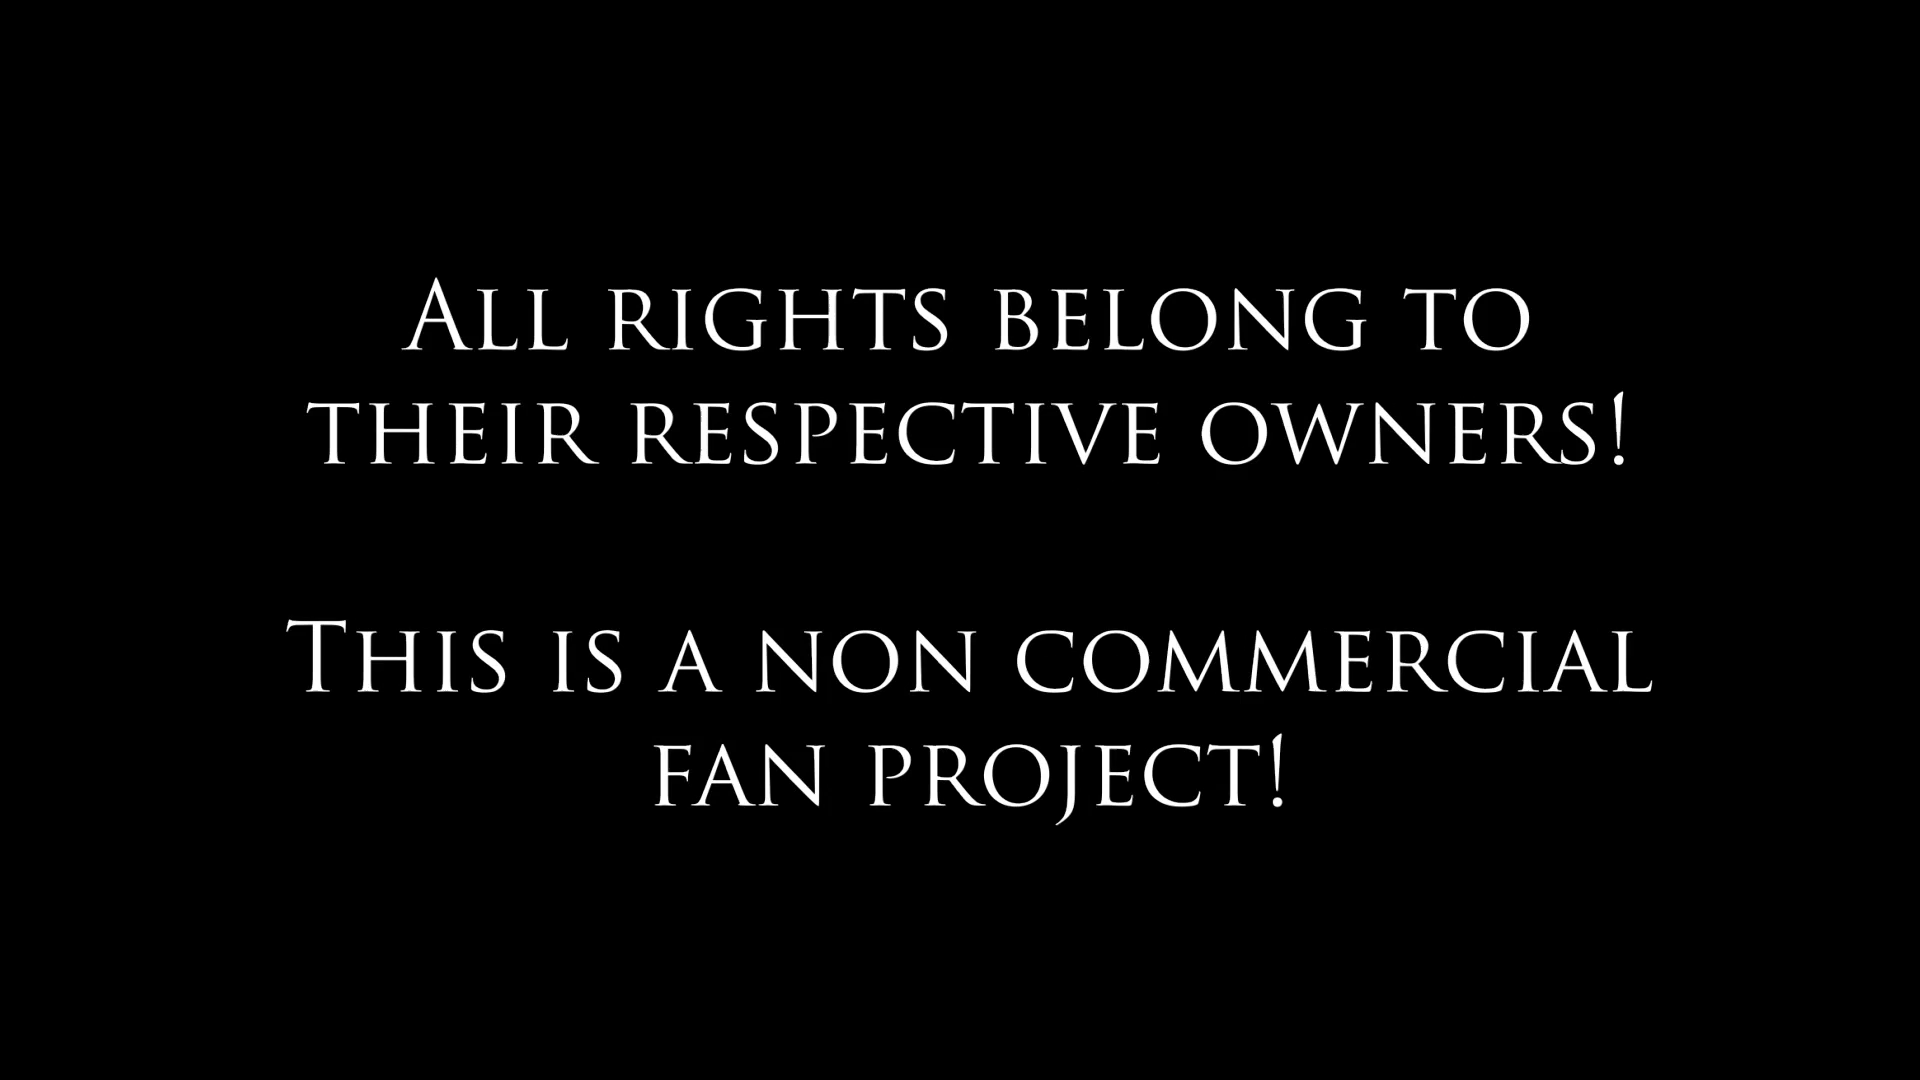 All rights belong to
their respective owners!
This is a non commercial
fan project!